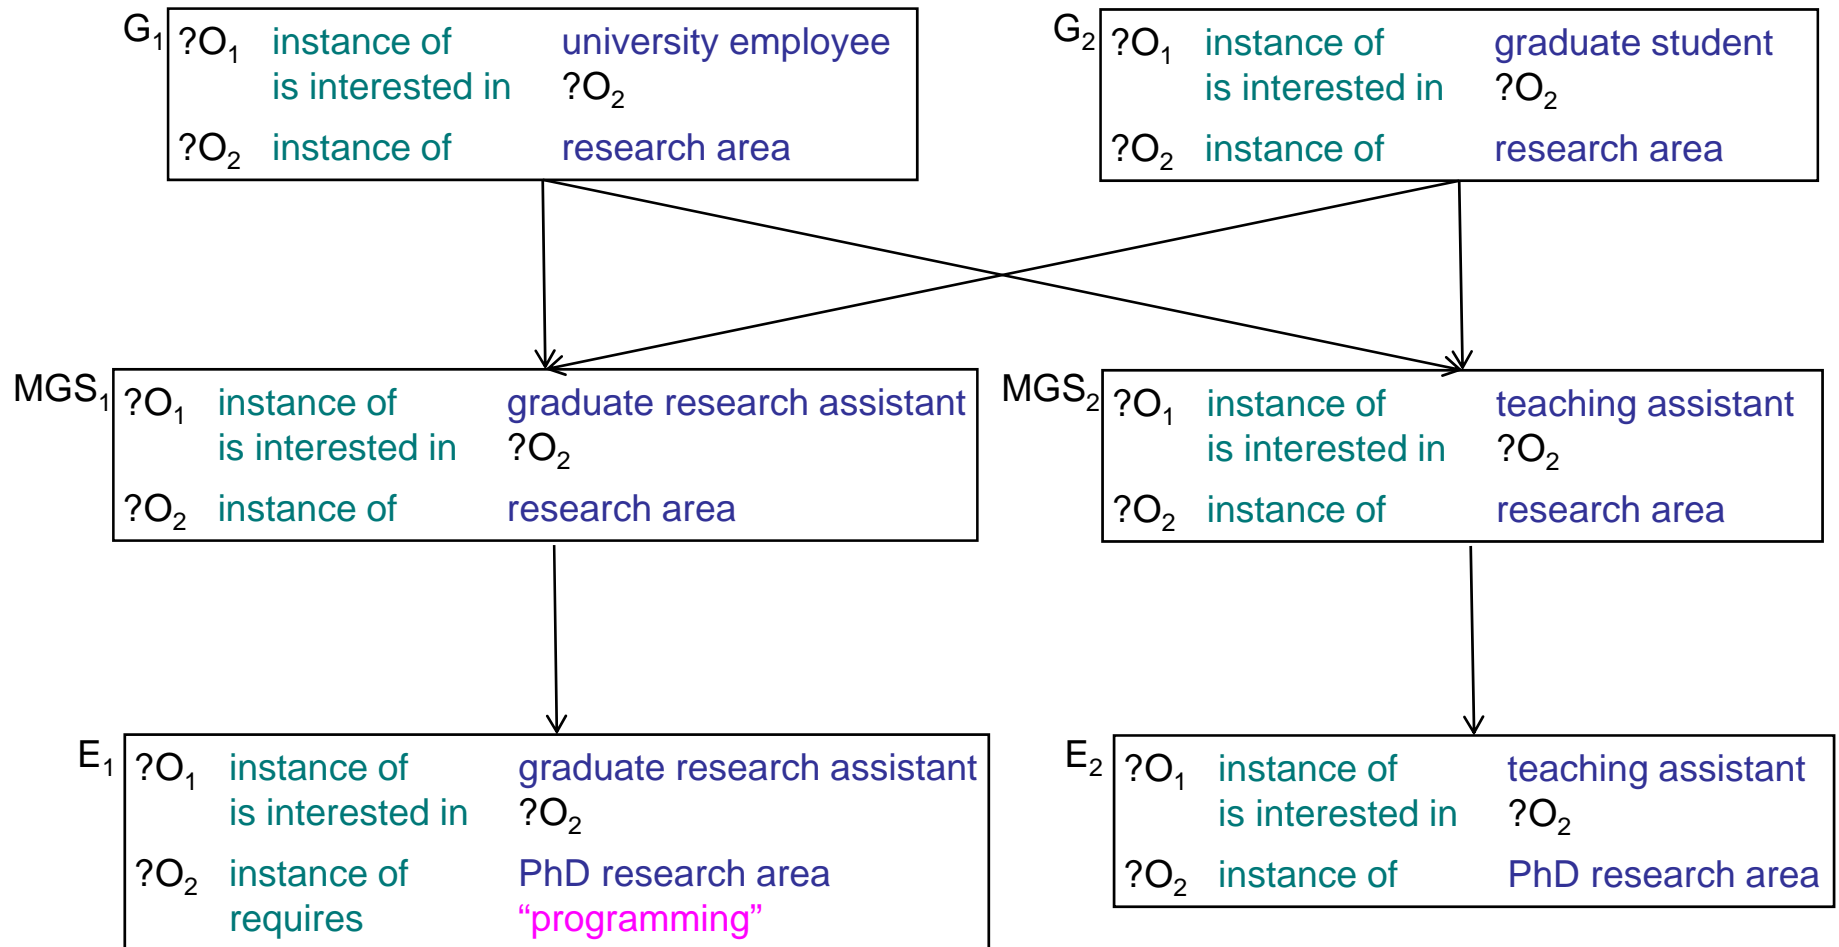 G₁ ?O₁ instance of university employee
is interested in ?O₂
?O₂ instance of research area
G₂ ?O₁ instance of graduate student
is interested in ?O₂
?O₂ instance of research area
MGS₁ ?O₁ instance of graduate research assistant
is interested in ?O₂
?O₂ instance of research area
MGS₂ ?O₁ instance of teaching assistant
is interested in ?O₂
?O₂ instance of research area
E₁ ?O₁ instance of graduate research assistant
is interested in ?O₂
?O₂ instance of PhD research area
requires “programming”
E₂ ?O₁ instance of teaching assistant
is interested in ?O₂
?O₂ instance of PhD research area